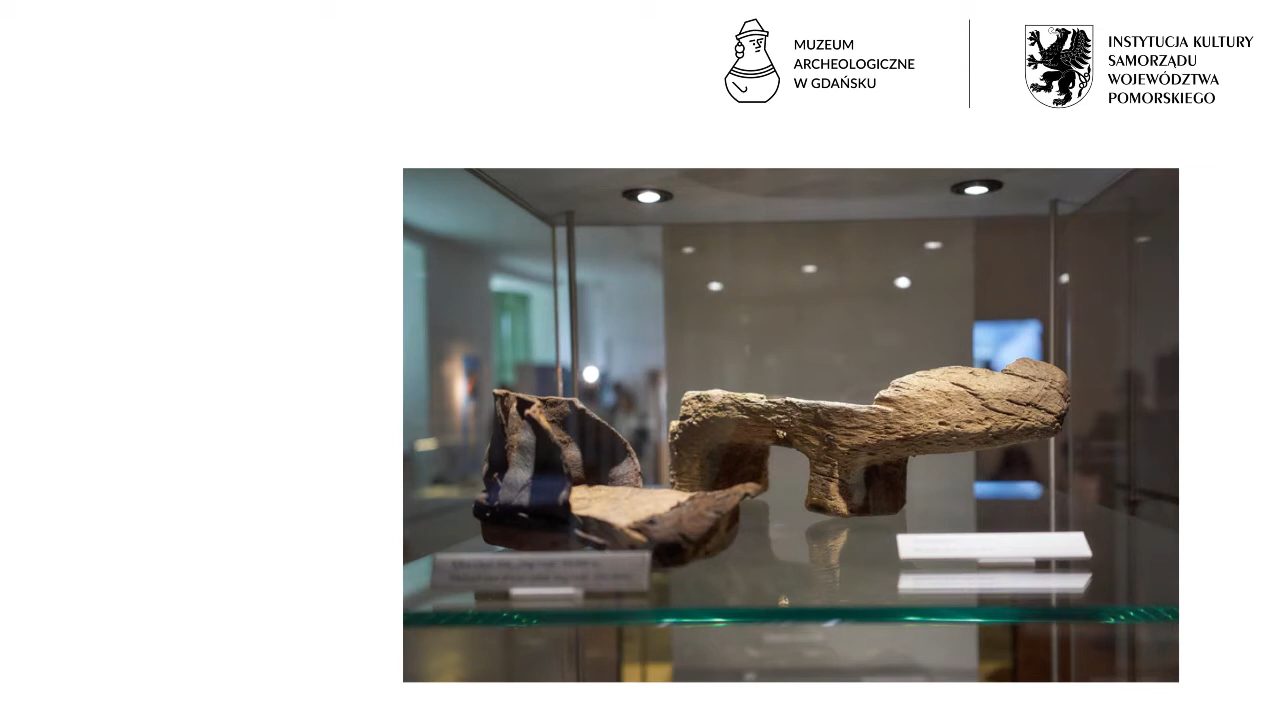 MUZEUM
ARCHEOLOGICZNE
W GDAŃSKU
INSTYTUCJA KULTURY
SAMORZĄDU
WOJEWÓDZTWA
POMORSKIEGO